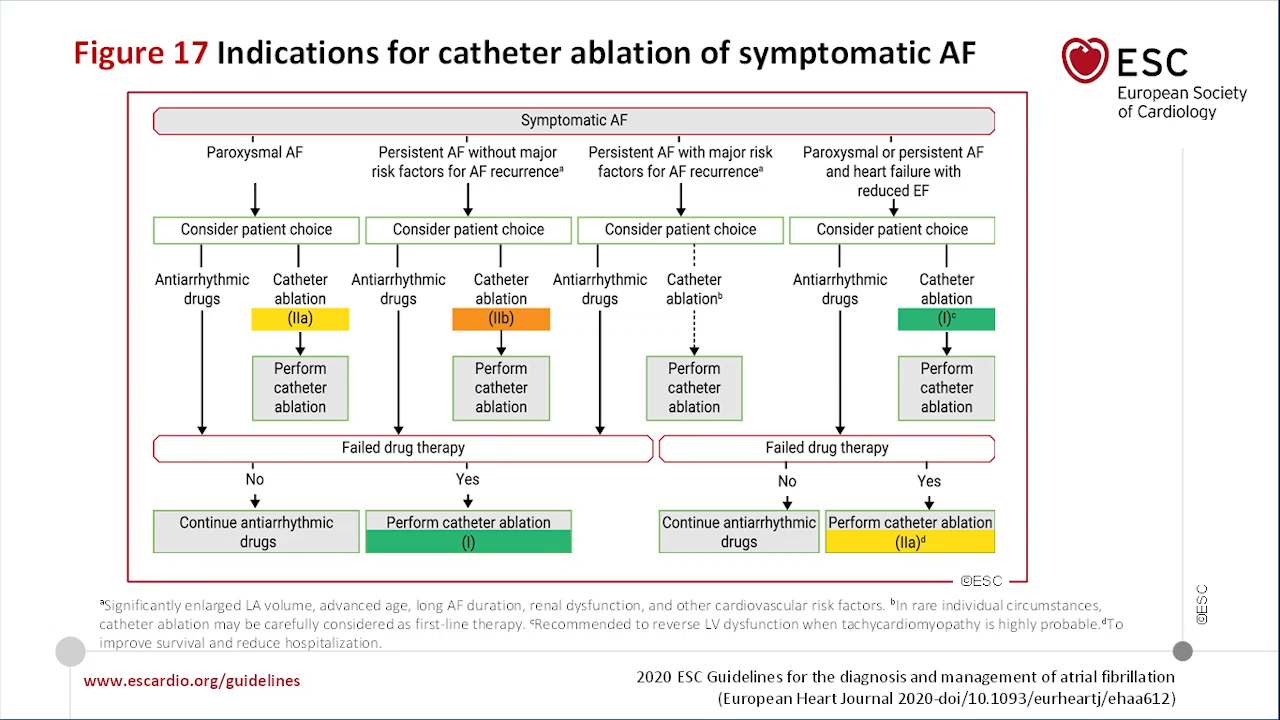 Figure 17 Indications for catheter ablation of symptomatic AF
ESC
European Society
of Cardiology
Symptomatic AF
Paroxysmal AF
Persistent AF without major
risk factors for AF recurrenceᵃ
Persistent AF with major risk
factors for AF recurrenceᵃ
Paroxysmal or persistent AF
and heart failure with
reduced EF
Consider patient choice
Consider patient choice
Consider patient choice
Consider patient choice
Antiarrhythmic
drugs
Catheter
ablation
(IIa)
Antiarrhythmic
drugs
Catheter
ablation
(IIb)
Antiarrhythmic
drugs
Catheter
ablationᵇ
Antiarrhythmic
drugs
Catheter
ablation
(I)ᶜ
Perform
catheter
ablation
Perform
catheter
ablation
Perform
catheter
ablation
Perform
catheter
ablation
Failed drug therapy
Failed drug therapy
No
Yes
No
Yes
Continue antiarrhythmic
drugs
Perform catheter ablation
(I)
Continue antiarrhythmic
drugs
Perform catheter ablation
(IIa)ᵈ
©ESC
ᵃSignificantly enlarged LA volume, advanced age, long AF duration, renal dysfunction, and other cardiovascular risk factors. ᵇIn rare individual circumstances,
catheter ablation may be carefully considered as first-line therapy. ᶜRecommended to reverse LV dysfunction when tachycardiomyopathy is highly probable.ᵈTo
improve survival and reduce hospitalization.
©ESC
www.escardio.org/guidelines
2020 ESC Guidelines for the diagnosis and management of atrial fibrillation
(European Heart Journal 2020-doi/10.1093/eurheartj/ehaa612)